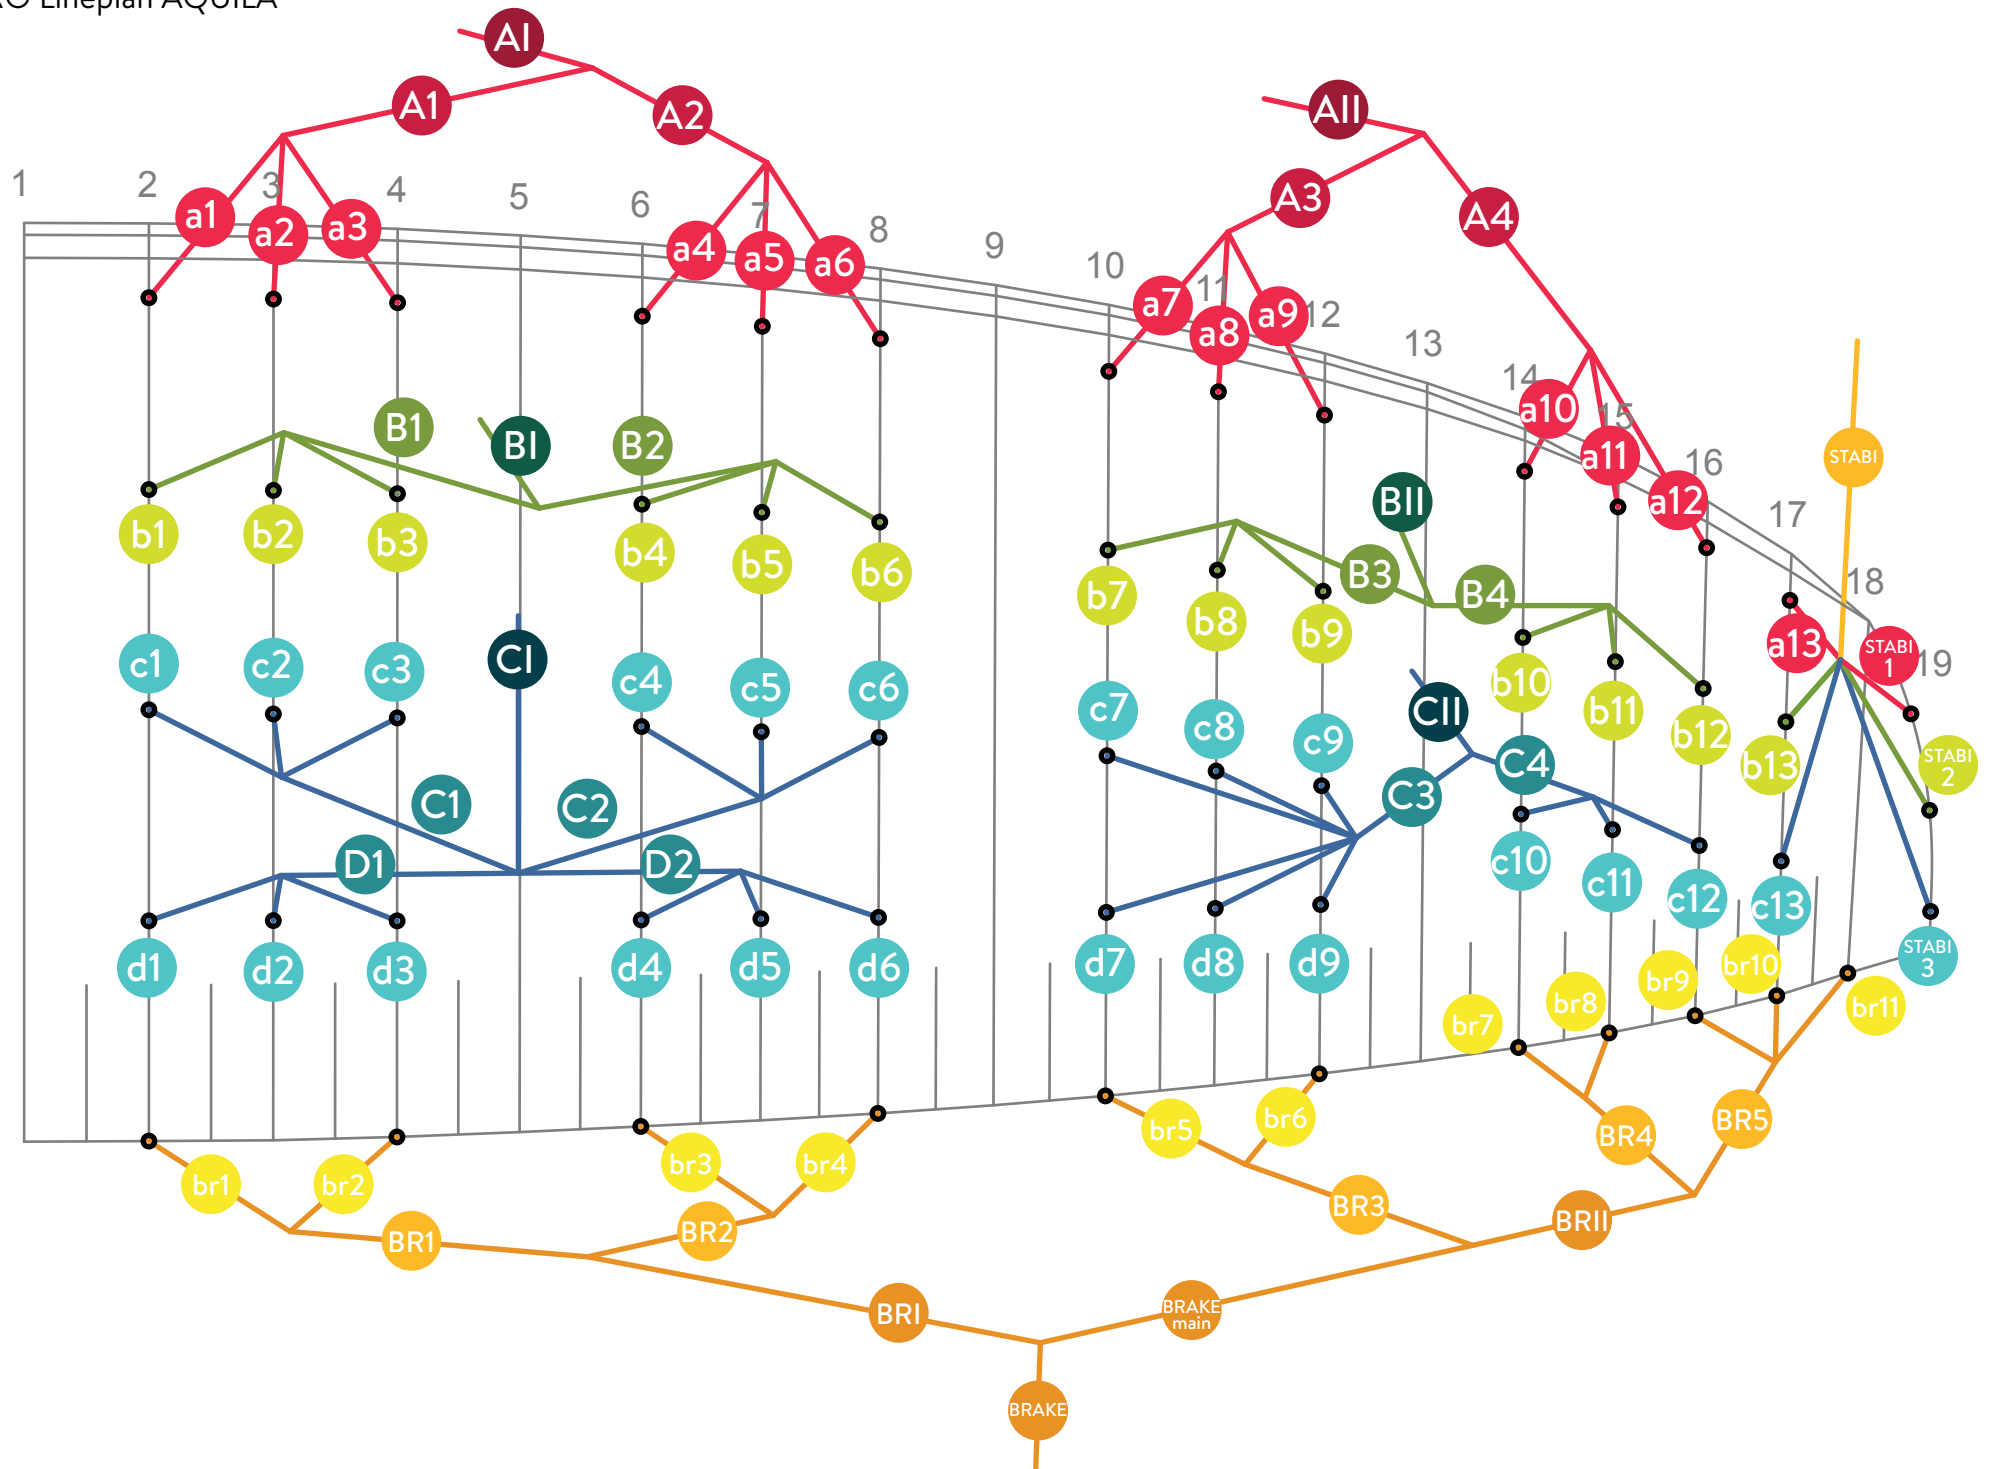 Lineplan AQUILA
AI
A1
A2
AII
A3
A4
1
2
3
4
5
6
7
8
9
10
11
12
13
14
15
16
17
18
19
a1
a2
a3
a4
a5
a6
a7
a8
a9
a10
a11
a12
a13
STABI
STABI
1
B1
BI
B2
BII
B3
B4
b1
b2
b3
b4
b5
b6
b7
b8
b9
b10
b11
b12
b13
STABI
2
c1
c2
c3
CI
c4
c5
c6
c7
c8
c9
CII
C1
C2
C3
C4
c10
c11
c12
c13
D1
D2
d1
d2
d3
d4
d5
d6
d7
d8
d9
STABI
3
br7
br8
br9
br10
br11
br1
br2
br3
br4
br5
br6
BR1
BR2
BR3
BR4
BR5
BRI
BRII
BRAKE
main
BRAKE